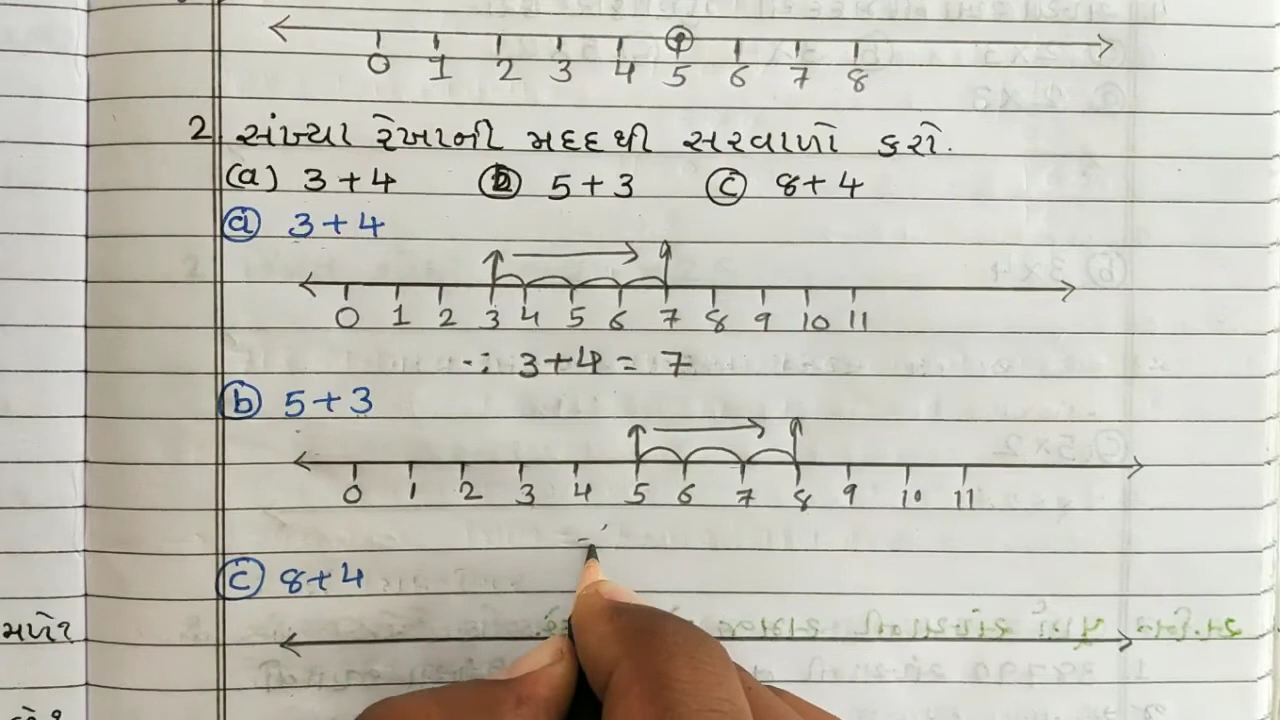 0 1 2 3 4 5 6 7 8
2 સંખ્યા રેખાની મદદથી સરવાળો કરો.
(a) 3+4 (b) 5+3 (c) 8+4
(a) 3+4
0 1 2 3 4 5 6 7 8 9 10 11
∴ 3+4 = 7
(b) 5+3
0 1 2 3 4 5 6 7 8 9 10 11
(c) 8+4